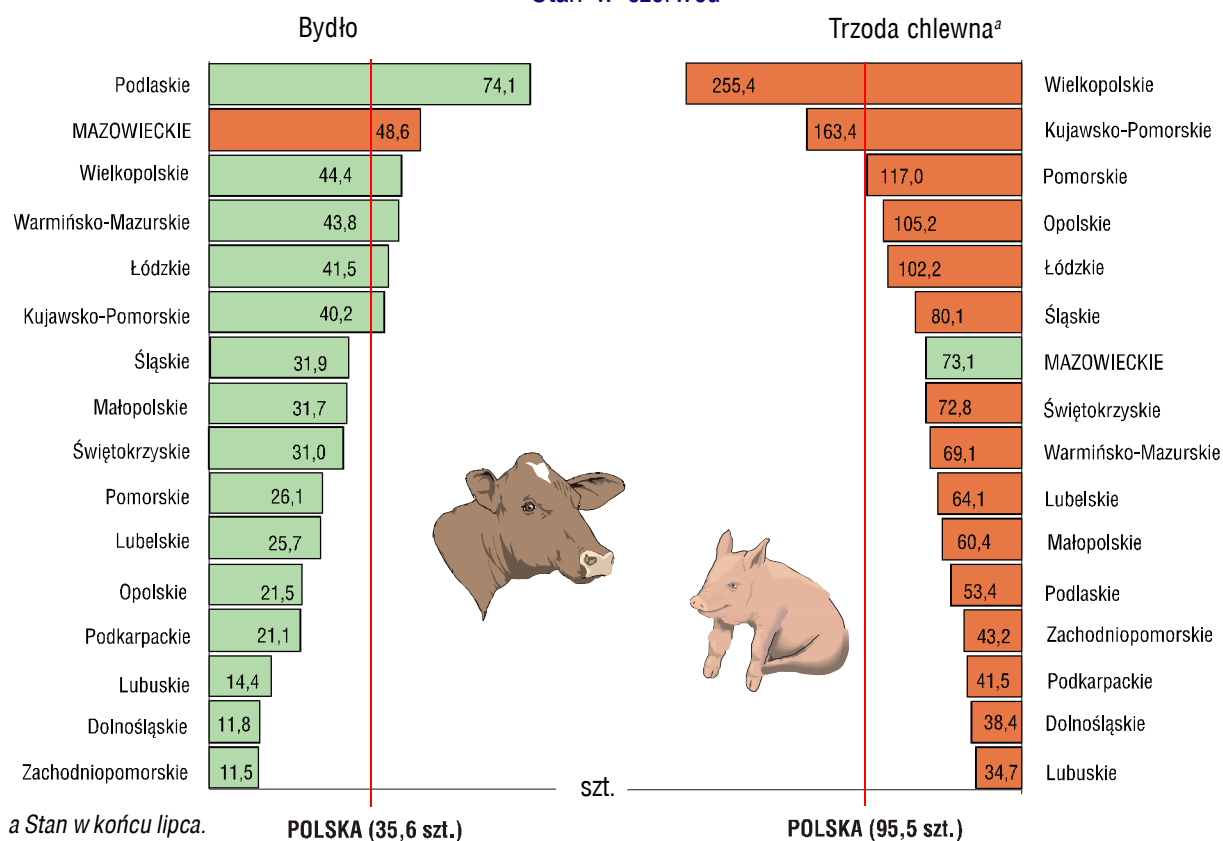 Stan w czerwcu
Bydło
Podlaskie 74,1
MAZOWIECKIE 48,6
Wielkopolskie 44,4
Warmińsko-Mazurskie 43,8
Łódzkie 41,5
Kujawsko-Pomorskie 40,2
Śląskie 31,9
Małopolskie 31,7
Świętokrzyskie 31,0
Pomorskie 26,1
Lubelskie 25,7
Opolskie 21,5
Podkarpackie 21,1
Lubuskie 14,4
Dolnośląskie 11,8
Zachodniopomorskie 11,5
POLSKA (35,6 szt.)
Trzoda chlewna a
255,4 Wielkopolskie
163,4 Kujawsko-Pomorskie
117,0 Pomorskie
105,2 Opolskie
102,2 Łódzkie
80,1 Śląskie
73,1 MAZOWIECKIE
72,8 Świętokrzyskie
69,1 Warmińsko-Mazurskie
64,1 Lubelskie
60,4 Małopolskie
53,4 Podlaskie
43,2 Zachodniopomorskie
41,5 Podkarpackie
38,4 Dolnośląskie
34,7 Lubuskie
szt.
POLSKA (95,5 szt.)
a Stan w końcu lipca.